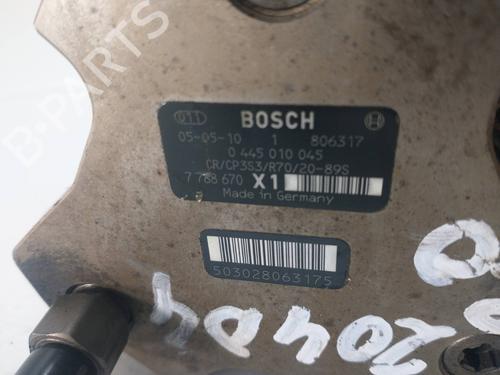 B-PARTS
011 BOSCH
05-05-10 1 806317
0 445 010 045
CR/CP3S3/R70/20-89S
7 788 670 X1
Made in Germany
503028063175